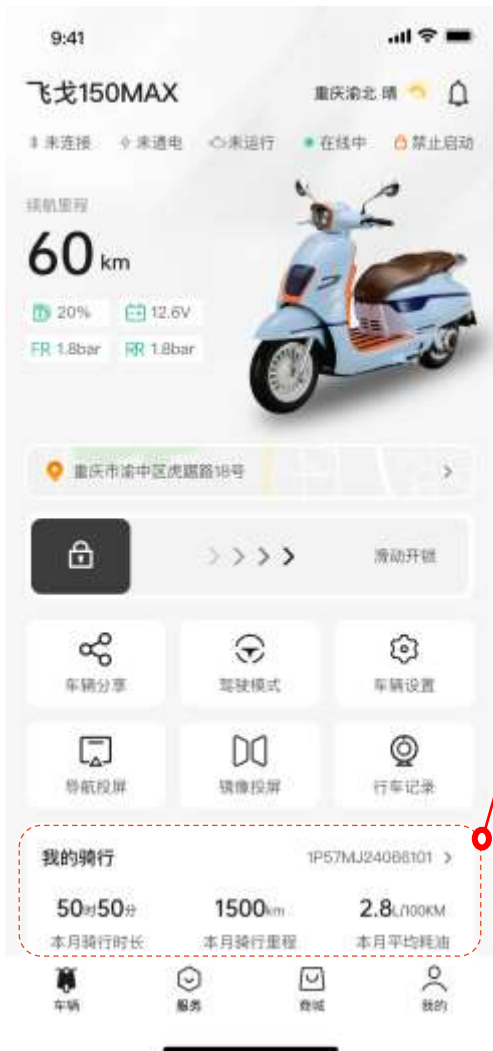 9:41
飞戈150MAX
重庆渝北 晴
未连接 未通电 未运行 在线中 禁止启动
续航里程
60 km
20% 12.6V
FR 1.8bar RR 1.8bar
重庆市渝中区虎踞路18号
滑动开锁
车辆分享 驾驶模式 车辆设置
导航投屏 镜像投屏 行车记录
我的骑行 1P57MJ24066101
50时50分 1500km 2.8L/100KM
本月骑行时长 本月骑行里程 本月平均耗油
车辆 服务 商城 我的